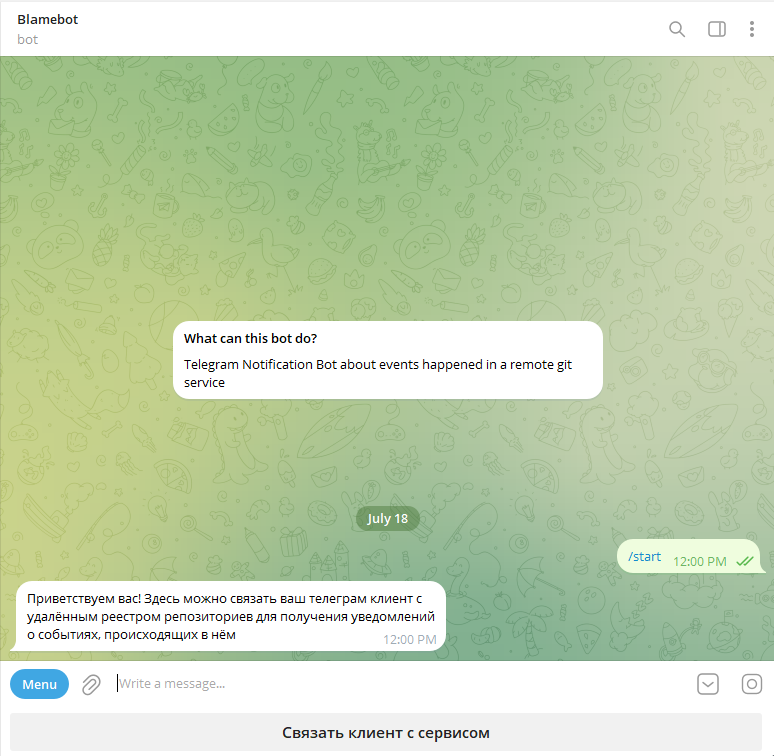 Blamebot
bot
What can this bot do?
Telegram Notification Bot about events happened in a remote git
service
July 18
/start 12:00 PM
Приветствуем вас! Здесь можно связать ваш телеграм клиент с
удалённым реестром репозиториев для получения уведомлений
о событиях, происходящих в нём 12:00 PM
Menu Write a message...
Связать клиент с сервисом